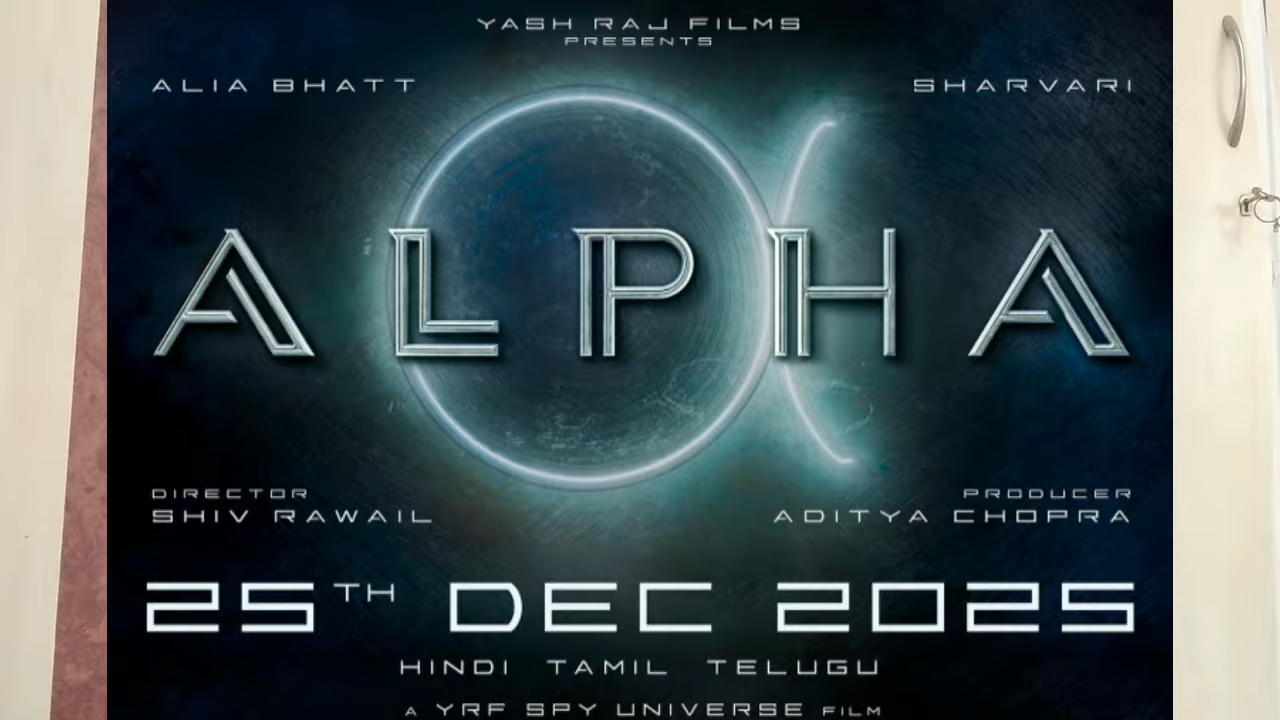 YASH RAJ FILMS
PRESENTS
ALIA BHATT SHARVARI
ALPHA
DIRECTOR PRODUCER
SHIV RAWAIL ADITYA CHOPRA
25TH DEC 2025
HINDI TAMIL TELUGU
A YRF SPY UNIVERSE FILM